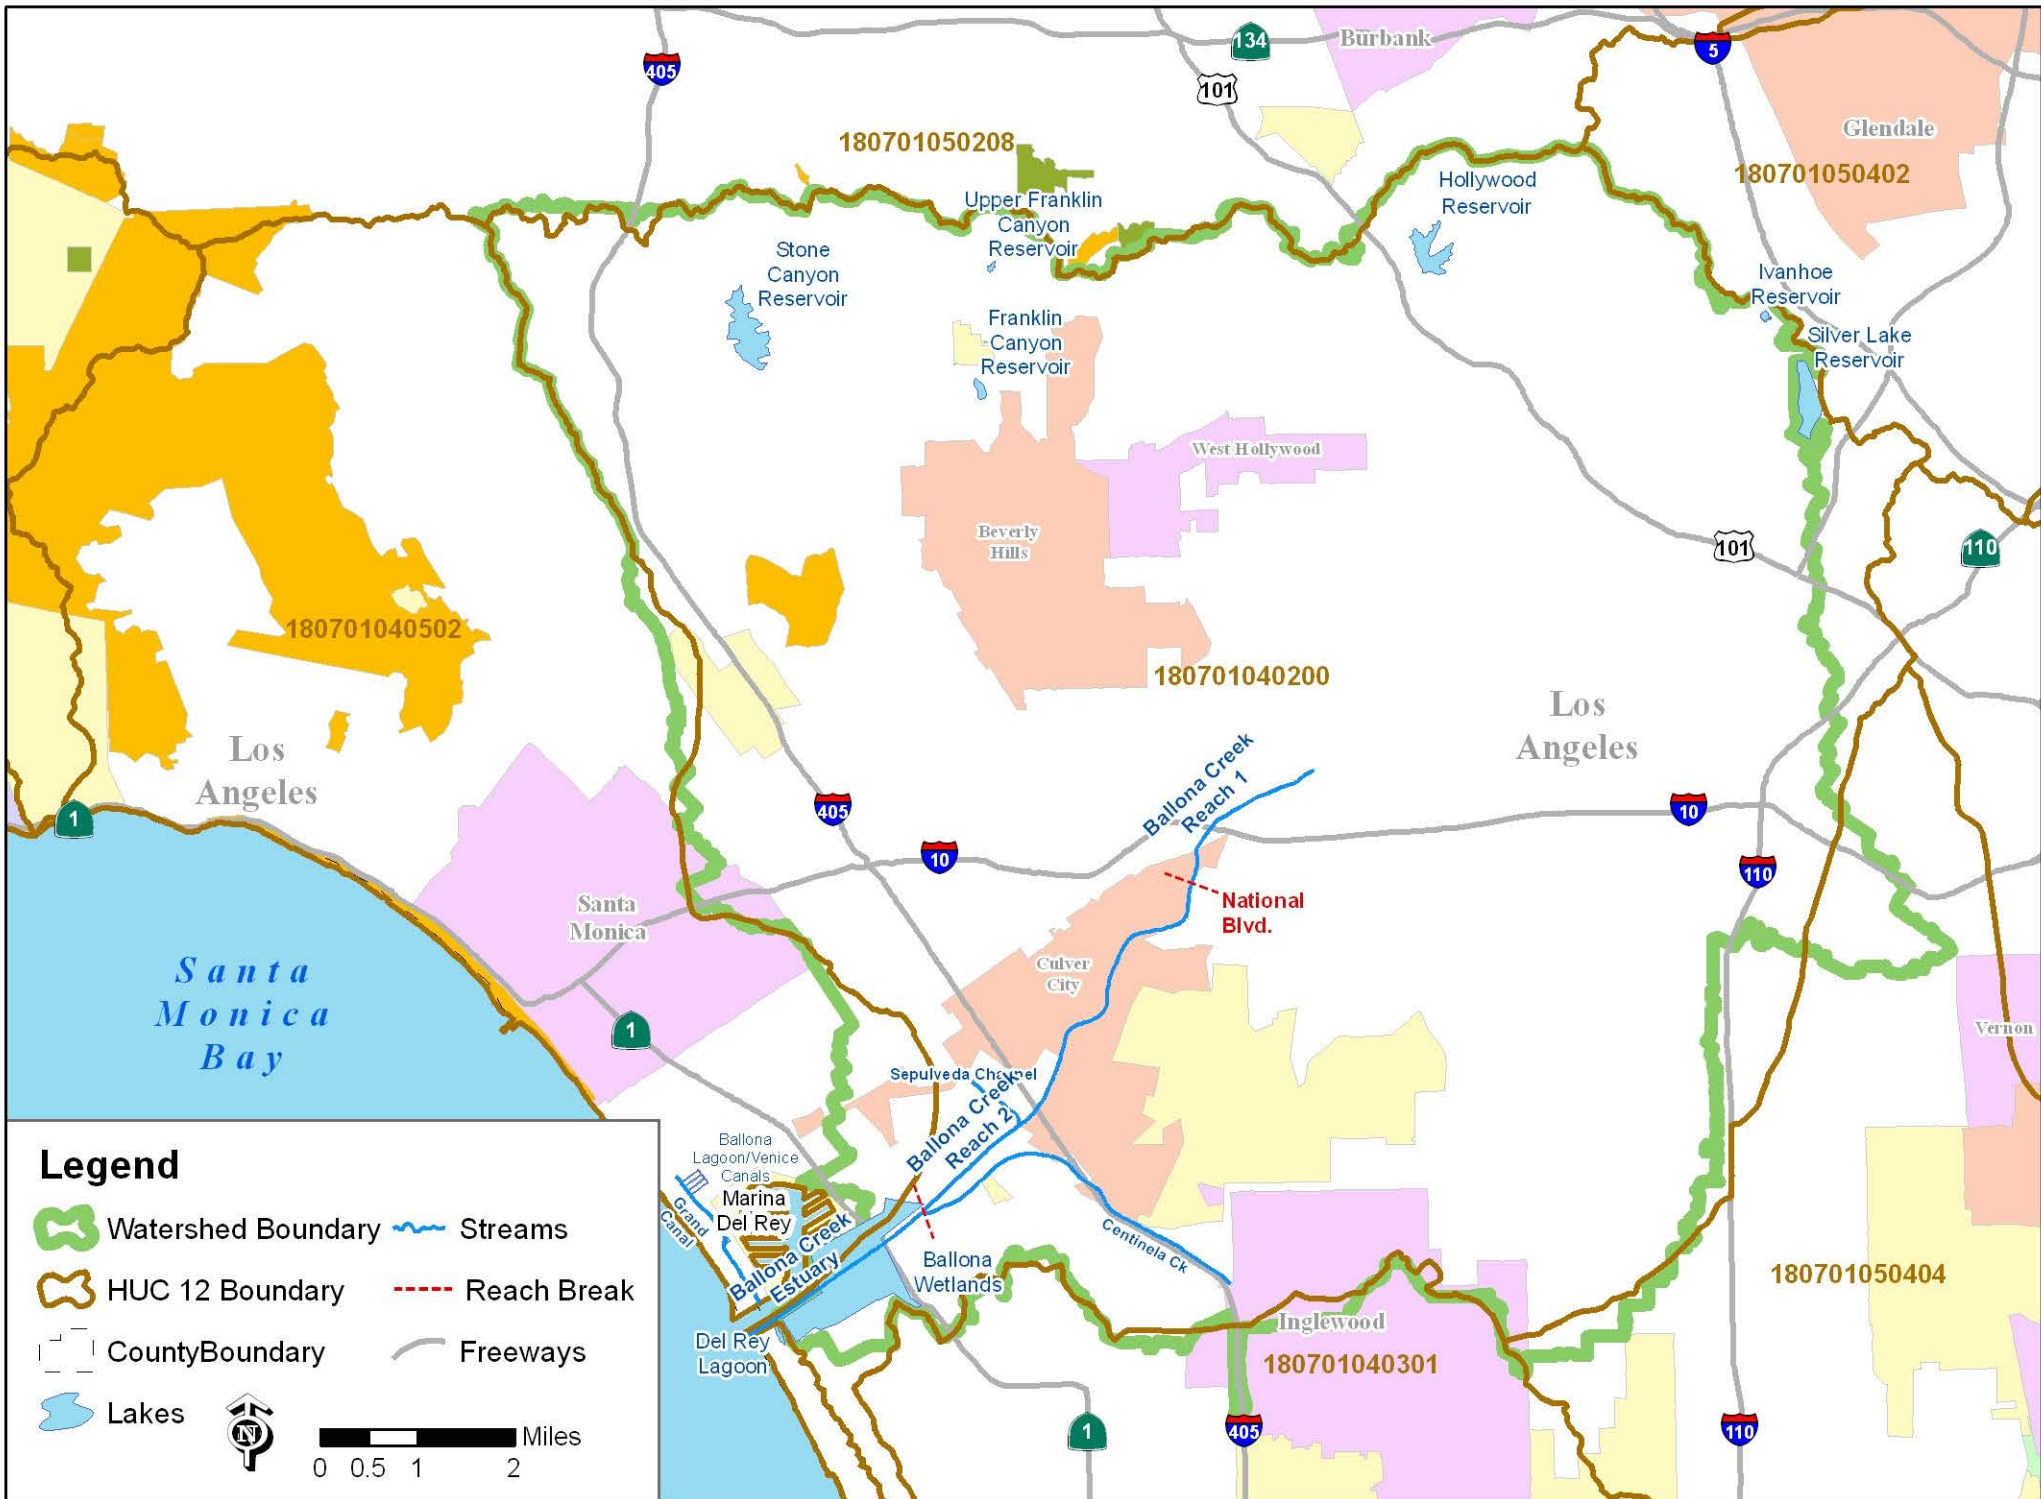 405
134
Burbank
101
5
Glendale
180701050208
180701050402
Hollywood
Reservoir
Upper Franklin
Canyon
Reservoir
Stone
Canyon
Reservoir
Ivanhoe
Reservoir
Franklin
Canyon
Reservoir
Silver Lake
Reservoir
West Hollywood
Beverly
Hills
101
110
180701040502
180701040200
Los
Angeles
Los
Angeles
1
405
10
Ballona Creek
Reach 1
10
110
National
Blvd.
Santa
Monica
Culver
City
Santa
Monica
Bay
1
Vernon
Sepulveda Channel
Ballona Creek
Reach 2
Ballona
Lagoon/Venice
Canals
Marina
Del Rey
Grand
Canal
Ballona Creek
Estuary
Centinela Ck
Ballona
Wetlands
Del Rey
Lagoon
Inglewood
180701040301
180701050404
1
405
110
Legend
Watershed Boundary
Streams
HUC 12 Boundary
Reach Break
CountyBoundary
Freeways
Lakes
N
Miles
0 0.5 1 2